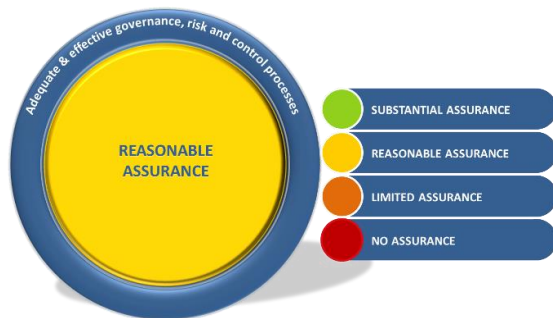 Adequate & effective governance, risk and control processes
REASONABLE
ASSURANCE
SUBSTANTIAL ASSURANCE
REASONABLE ASSURANCE
LIMITED ASSURANCE
NO ASSURANCE